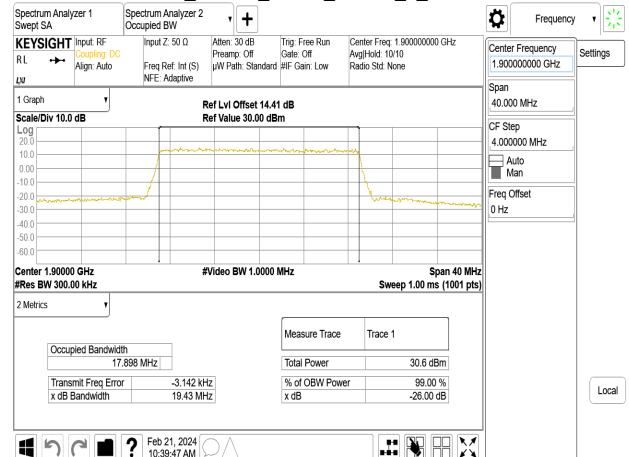 Spectrum Analyzer 1
Swept SA
Spectrum Analyzer 2
Occupied BW
Frequency
KEYSIGHT
RL
Input: RF
Coupling: DC
Align: Auto
Input Z: 50 Ω
Freq Ref: Int (S)
NFE: Adaptive
Atten: 30 dB
Preamp: Off
µW Path: Standard
Trig: Free Run
Gate: Off
#IF Gain: Low
Center Freq: 1.900000000 GHz
Avg|Hold: 10/10
Radio Std: None
Center Frequency
1.900000000 GHz
Settings
Span
40.000 MHz
CF Step
4.000000 MHz
Auto
Man
Freq Offset
0 Hz
Local
1 Graph
Scale/Div 10.0 dB
Ref Lvl Offset 14.41 dB
Ref Value 30.00 dBm
Log
20.0
10.0
0.00
-10.0
-20.0
-30.0
-40.0
-50.0
-60.0
Center 1.90000 GHz
#Video BW 1.0000 MHz
Span 40 MHz
#Res BW 300.00 kHz
Sweep 1.00 ms (1001 pts)
2 Metrics
Measure Trace
Trace 1
Occupied Bandwidth
17.898 MHz
Total Power
30.6 dBm
Transmit Freq Error
-3.142 kHz
% of OBW Power
99.00 %
x dB Bandwidth
19.43 MHz
x dB
-26.00 dB
?
Feb 21, 2024
10:39:47 AM